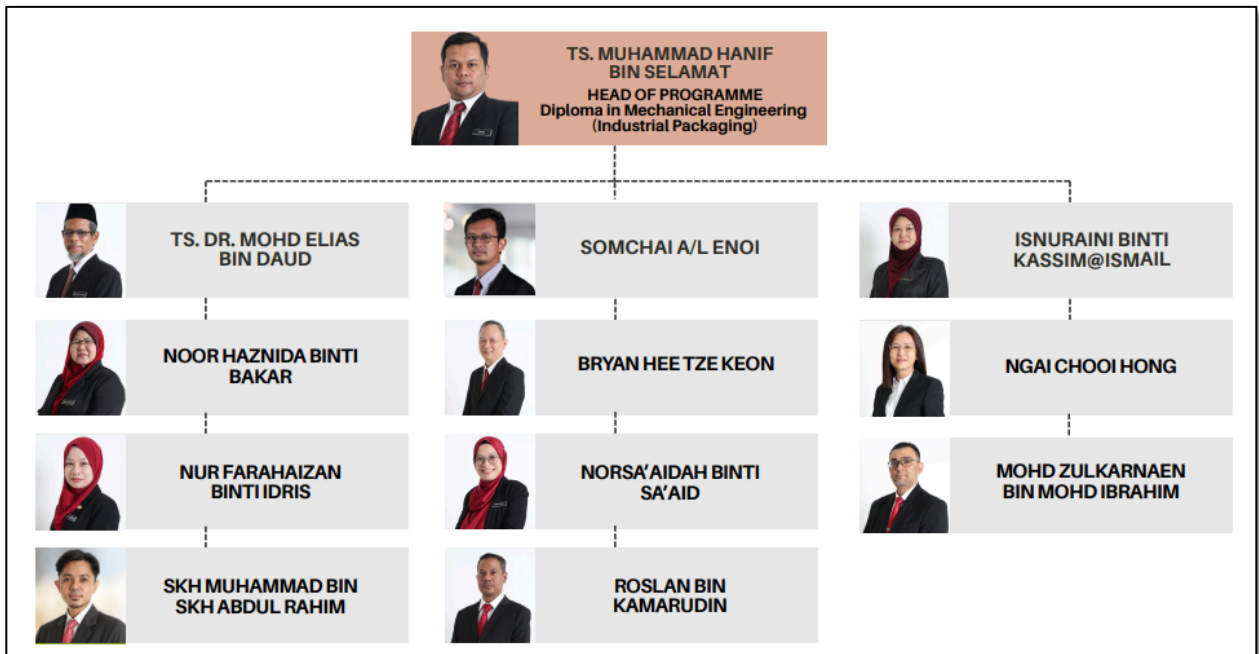 TS. MUHAMMAD HANIF
BIN SELAMAT
HEAD OF PROGRAMME
Diploma in Mechanical Engineering
(Industrial Packaging)
TS. DR. MOHD ELIAS
BIN DAUD
SOMCHAI A/L ENOI
ISNURAINI BINTI
KASSIM@ISMAIL
NOOR HAZNIDA BINTI
BAKAR
BRYAN HEE TZE KEON
NGAI CHOOI HONG
NUR FARAHAIZAN
BINTI IDRIS
NORSA'AIDAH BINTI
SA'AID
MOHD ZULKARNAEN
BIN MOHD IBRAHIM
SKH MUHAMMAD BIN
SKH ABDUL RAHIM
ROSLAN BIN
KAMARUDIN